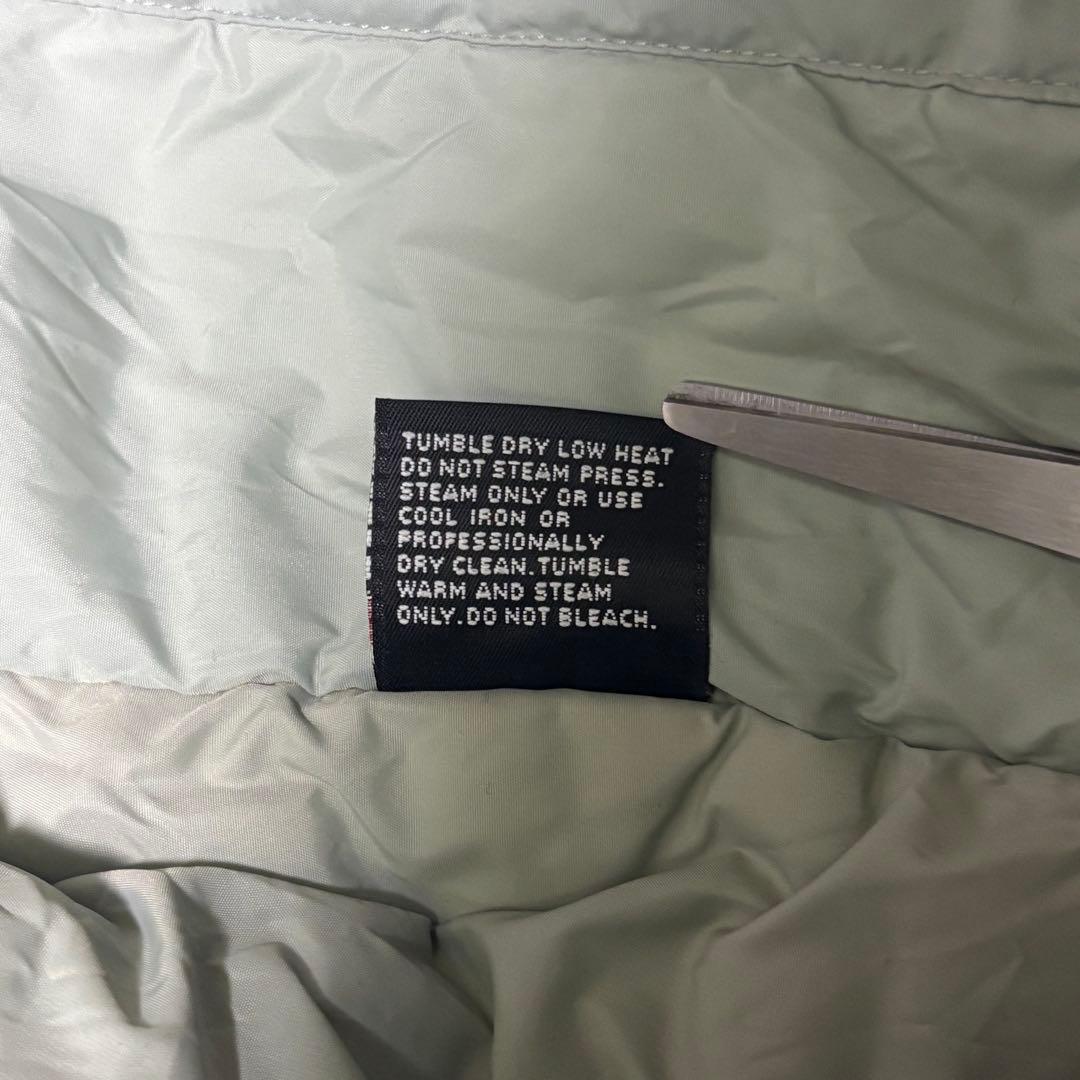 TUMBLE DRY LOW HEAT
DO NOT STEAM PRESS.
STEAM ONLY OR USE
COOL IRON OR
PROFESSIONALLY
DRY CLEAN.TUMBLE
WARM AND STEAM
ONLY.DO NOT BLEACH.